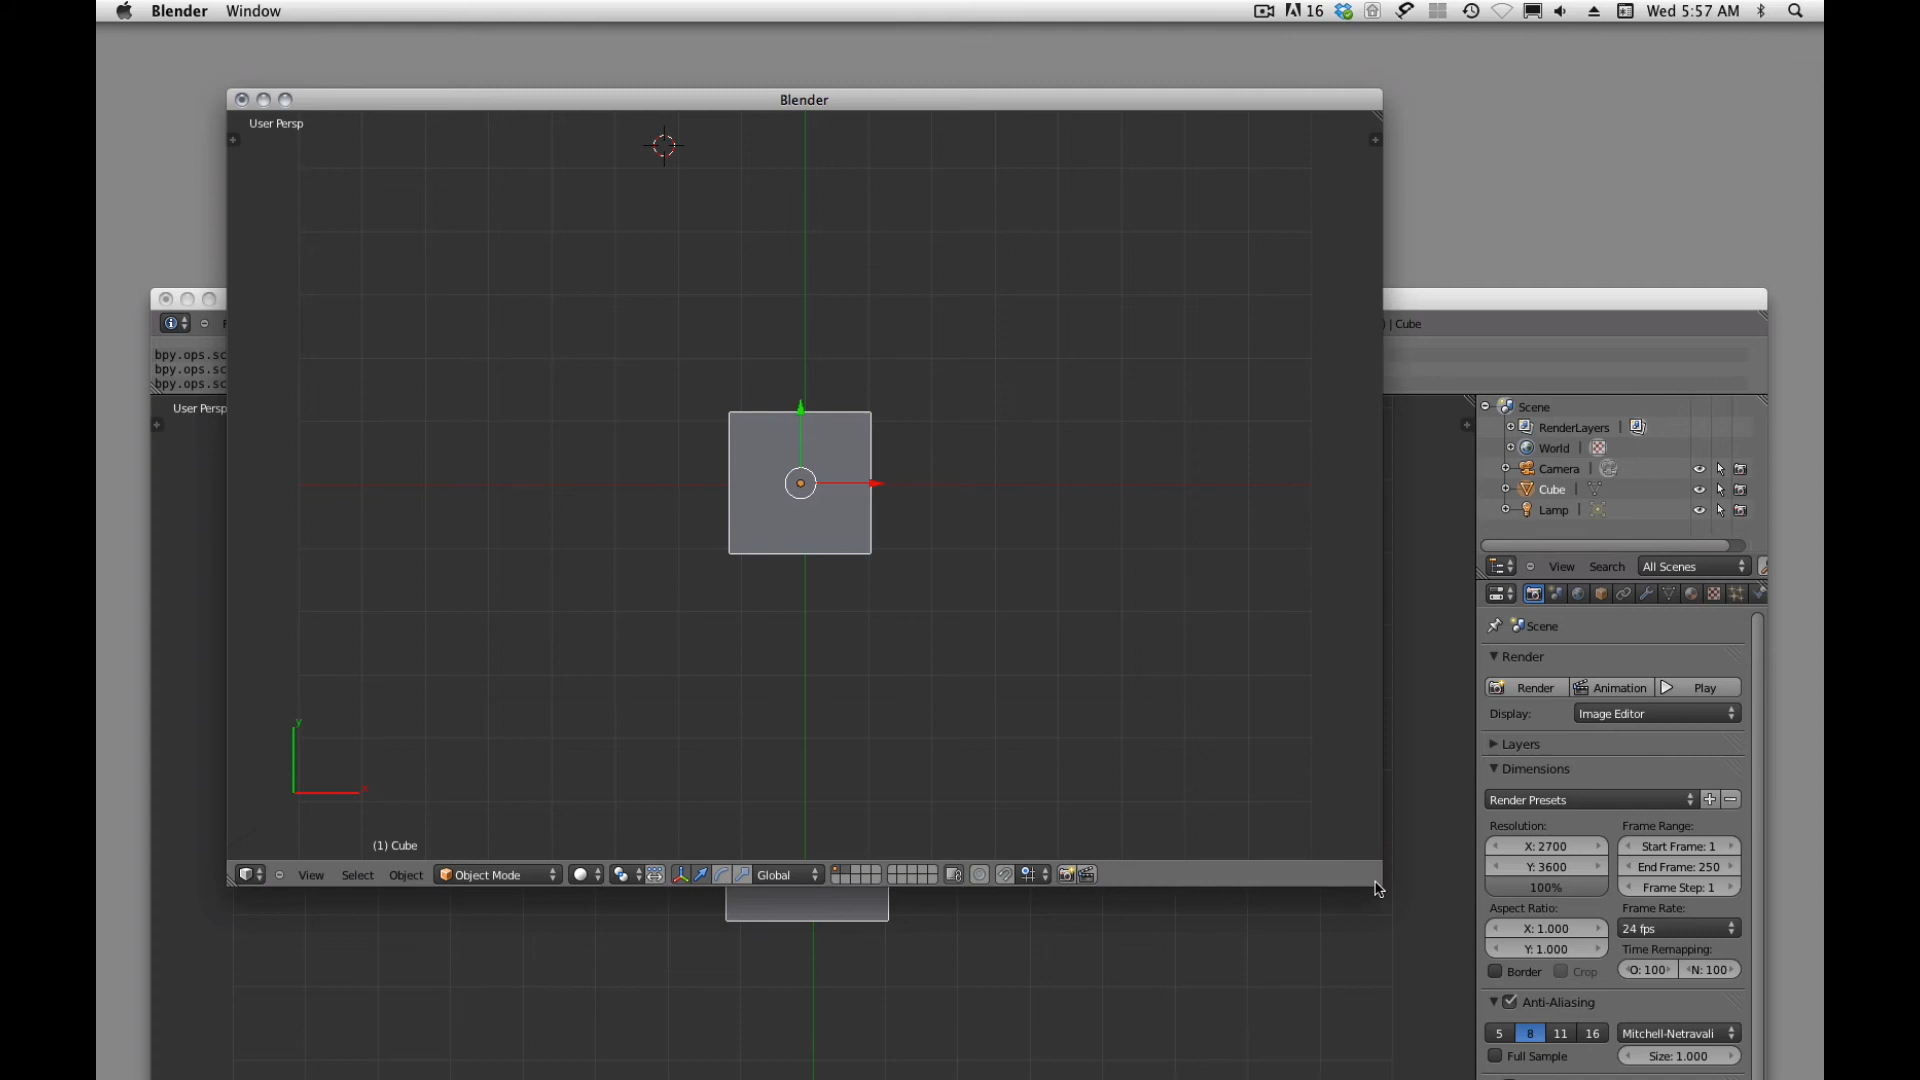 Blender Window
16 Wed 5:57 AM
Blender
User Persp
| Cube
bpy.ops.sc
bpy.ops.sc
bpy.ops.sc
User Persp
Scene
RenderLayers |
World |
Camera |
Cube |
Lamp |
View Search All Scenes
Scene
Render
Render Animation Play
Display: Image Editor
Layers
Dimensions
Render Presets
Resolution: Frame Range:
X: 2700 Start Frame: 1
Y: 3600 End Frame: 250
100% Frame Step: 1
Aspect Ratio: Frame Rate:
X: 1.000 24 fps
Y: 1.000 Time Remapping:
Border Crop O: 100 N: 100
Anti-Aliasing
5 8 11 16 Mitchell-Netravali
Full Sample Size: 1.000
y
x
(1) Cube
View Select Object Object Mode Global